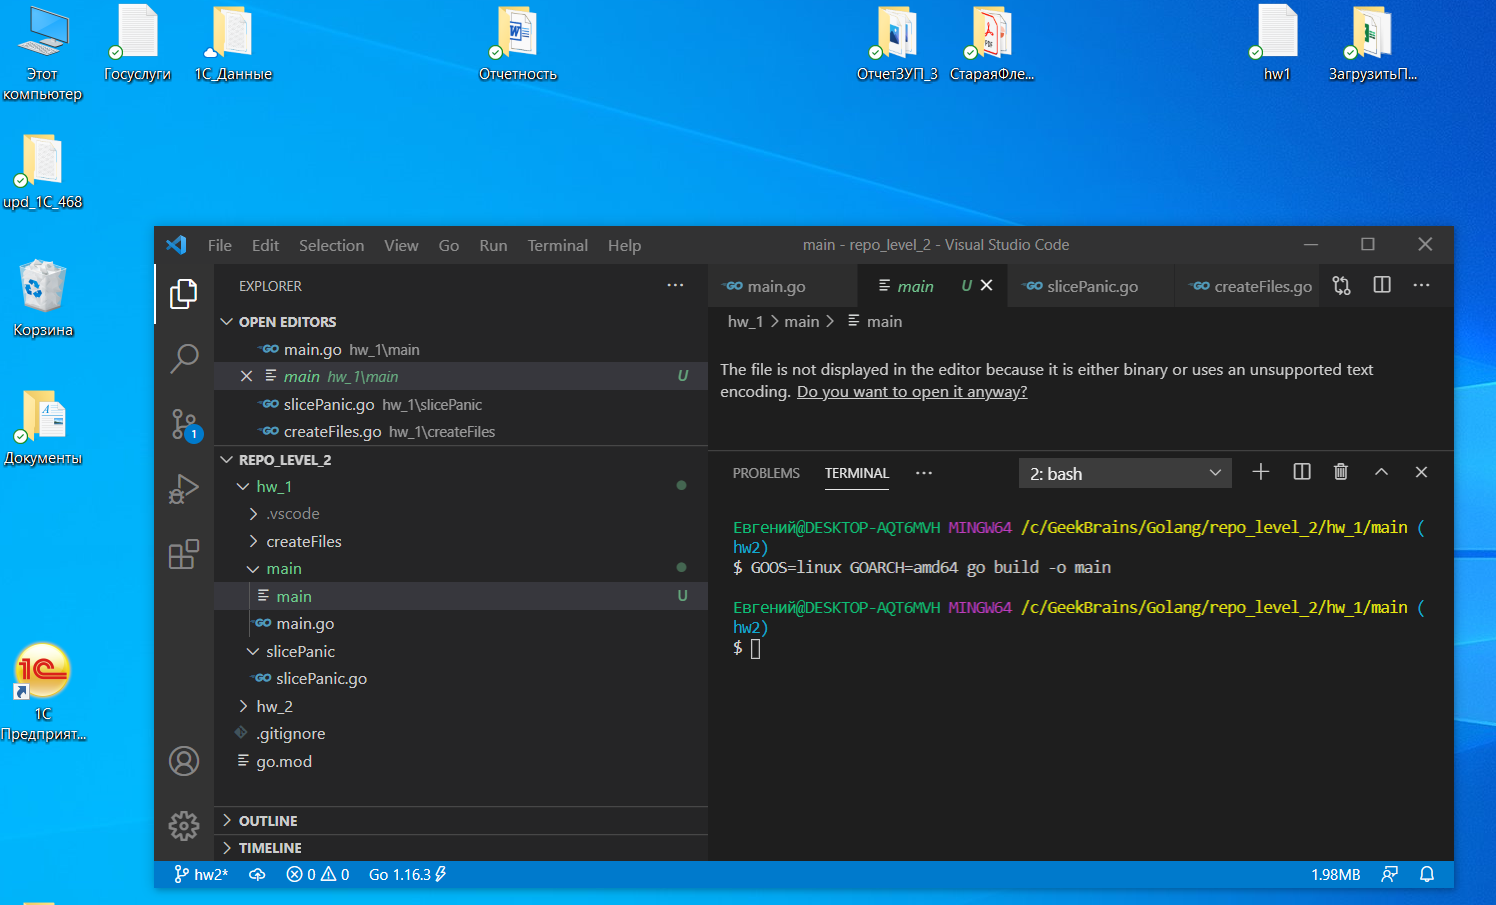 Этот
компьютер
Госуслуги
1С_Данные
Отчетность
ОтчетЗУП_3
СтараяФле...
hw1
ЗагрузитьП...
upd_1C_468
Корзина
Документы
1С
Предприят...
File Edit Selection View Go Run Terminal Help
main - repo_level_2 - Visual Studio Code
EXPLORER
OPEN EDITORS
main.go hw_1\main
main hw_1\main U
slicePanic.go hw_1\slicePanic
createFiles.go hw_1\createFiles
REPO_LEVEL_2
hw_1
.vscode
createFiles
main
main U
main.go
slicePanic
slicePanic.go
hw_2
.gitignore
go.mod
OUTLINE
TIMELINE
main.go main U slicePanic.go createFiles.go
hw_1 > main > main
The file is not displayed in the editor because it is either binary or uses an unsupported text
encoding. Do you want to open it anyway?
PROBLEMS TERMINAL ··· 2: bash
Евгений@DESKTOP-AQT6MVH MINGW64 /c/GeekBrains/Golang/repo_level_2/hw_1/main (
hw2)
$ GOOS=linux GOARCH=amd64 go build -o main
Евгений@DESKTOP-AQT6MVH MINGW64 /c/GeekBrains/Golang/repo_level_2/hw_1/main (
hw2)
$
1
hw2* 0 0 Go 1.16.3 1.98MB